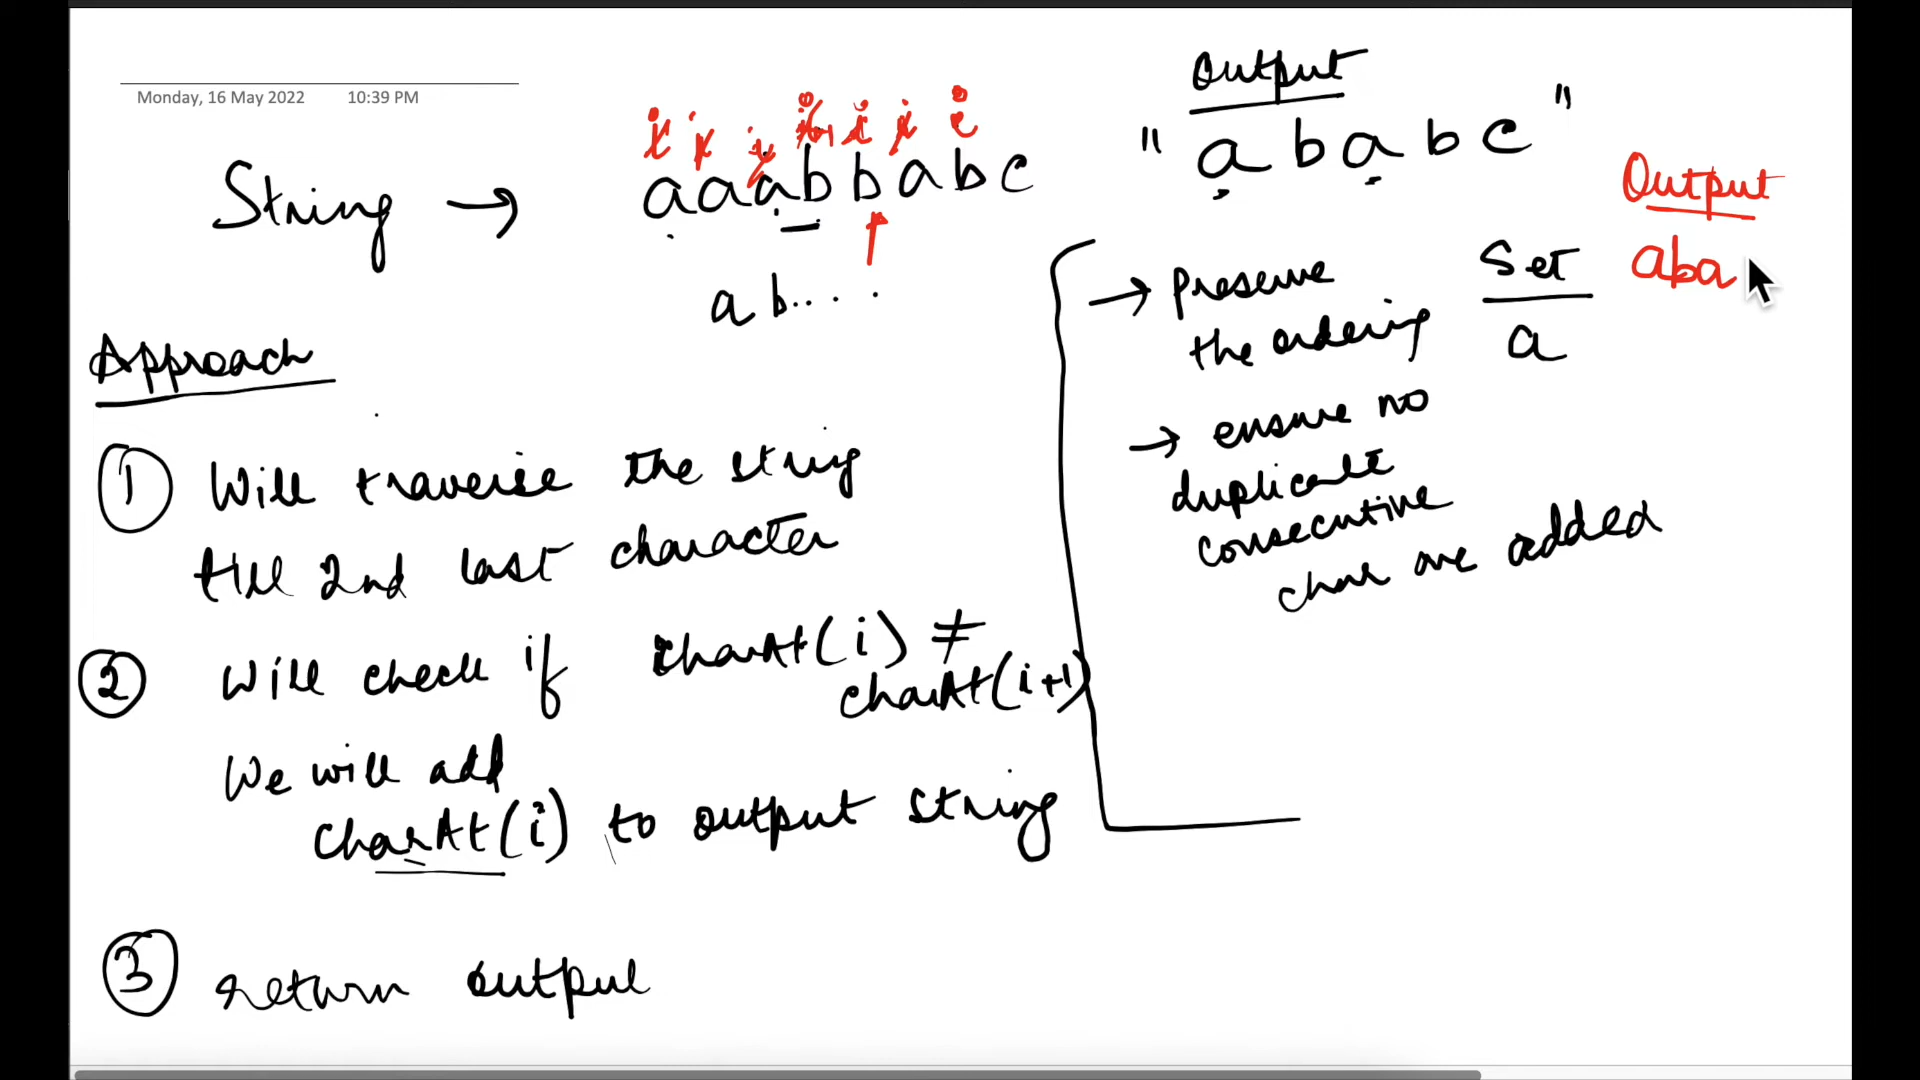 Monday, 16 May 2022 10:39 PM
String → aaabbabc
ab....
Output
"ababc"
Output
aba
→ Preserve
the ordering
Set
a
→ ensure no
duplicate
consecutive
char are added
Approach
① Will traverse the string
till 2nd last character
② Will check if charAt(i) ≠
charAt(i+1)
We will add
charAt(i) to output string
③ return output